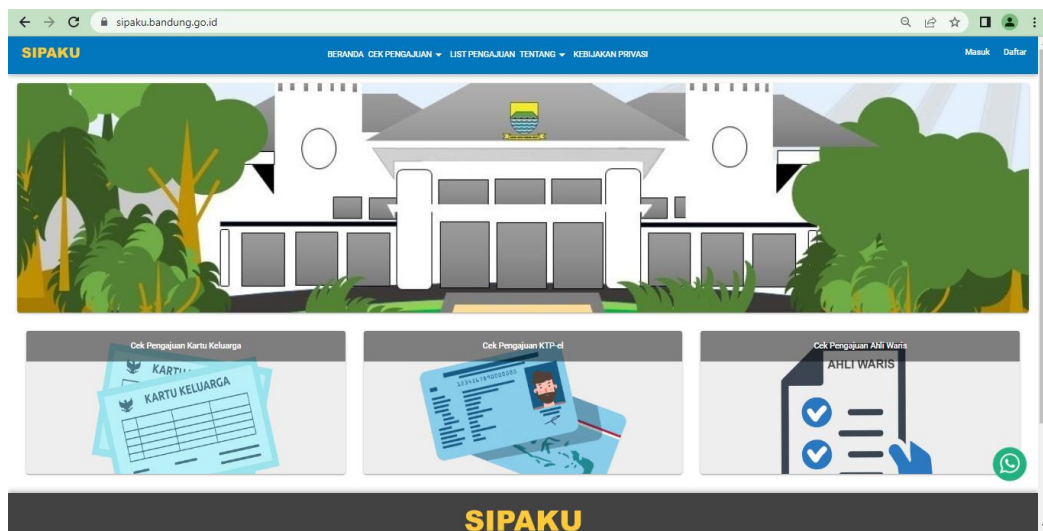 sipaku.bandung.go.id
SIPAKU
BERANDA CEK PENGAJUAN LIST PENGAJUAN TENTANG KEBIJAKAN PRIVASI
Masuk Daftar
Cek Pengajuan Kartu Keluarga
KARTU KELUARGA
Cek Pengajuan KTP-el
Cek Pengajuan Ahli Waris
AHLI WARIS
SIPAKU